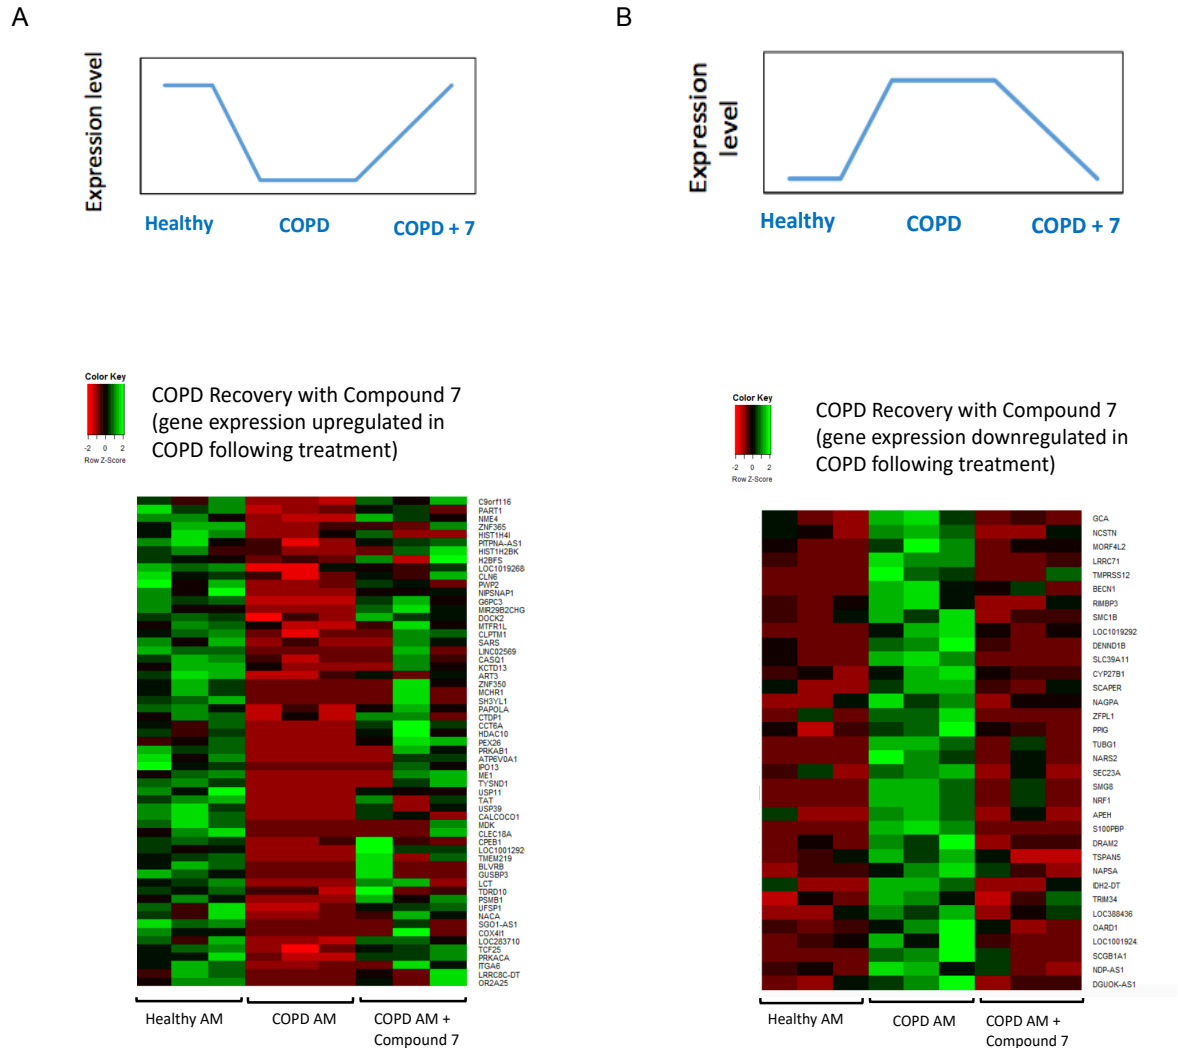 A
B
Expression level
Healthy
COPD
COPD + 7
Expression
level
Healthy
COPD
COPD + 7
Color Key
-2 0 2
Row Z-Score
COPD Recovery with Compound 7
(gene expression upregulated in
COPD following treatment)
Color Key
-2 0 2
Row Z-Score
COPD Recovery with Compound 7
(gene expression downregulated in
COPD following treatment)
C9orf116
PART1
NME4
ZNF365
HIST1H4I
PITPNA-AS1
HIST1H2BK
H2BFS
LOC1019268
CLN6
PWP2
NIPSNAP1
G6PC3
MIR29B2CHG
DOCK2
MTFR1L
CLPTM1
SARS
LINC02569
CASQ1
KCTD13
ART3
ZNF350
MCHR1
SH3YL1
PAPOLA
CTDP1
CCT6A
HDAC10
PEX26
PRKAB1
ATP6V0A1
IPO13
ME1
TYSND1
USP11
TAT
USP39
CALCOCO1
MDK
CLEC18A
CPEB1
LOC1001292
TMEM219
BLVRB
GUSBP3
LCT
TDRD10
PSMB1
UFSP1
NACA
SGO1-AS1
COX4I1
LOC283710
TCF25
PRKACA
ITGA6
LRRC8C-DT
OR2A25
Healthy AM
COPD AM
COPD AM +
Compound 7
GCA
NCSTN
MORF4L2
LRRC71
TMPRSS12
BECN1
RIMBP3
SMC1B
LOC1019292
DENND1B
SLC39A11
CYP27B1
SCAPER
NAGPA
ZFPL1
PPIG
TUBG1
NARS2
SEC23A
SMG8
NRF1
APEH
S100PBP
DRAM2
TSPAN5
NAPSA
IDH2-DT
TRIM34
LOC388436
OARD1
LOC1001924
SCGB1A1
NDP-AS1
DGUOK-AS1
Healthy AM
COPD AM
COPD AM +
Compound 7